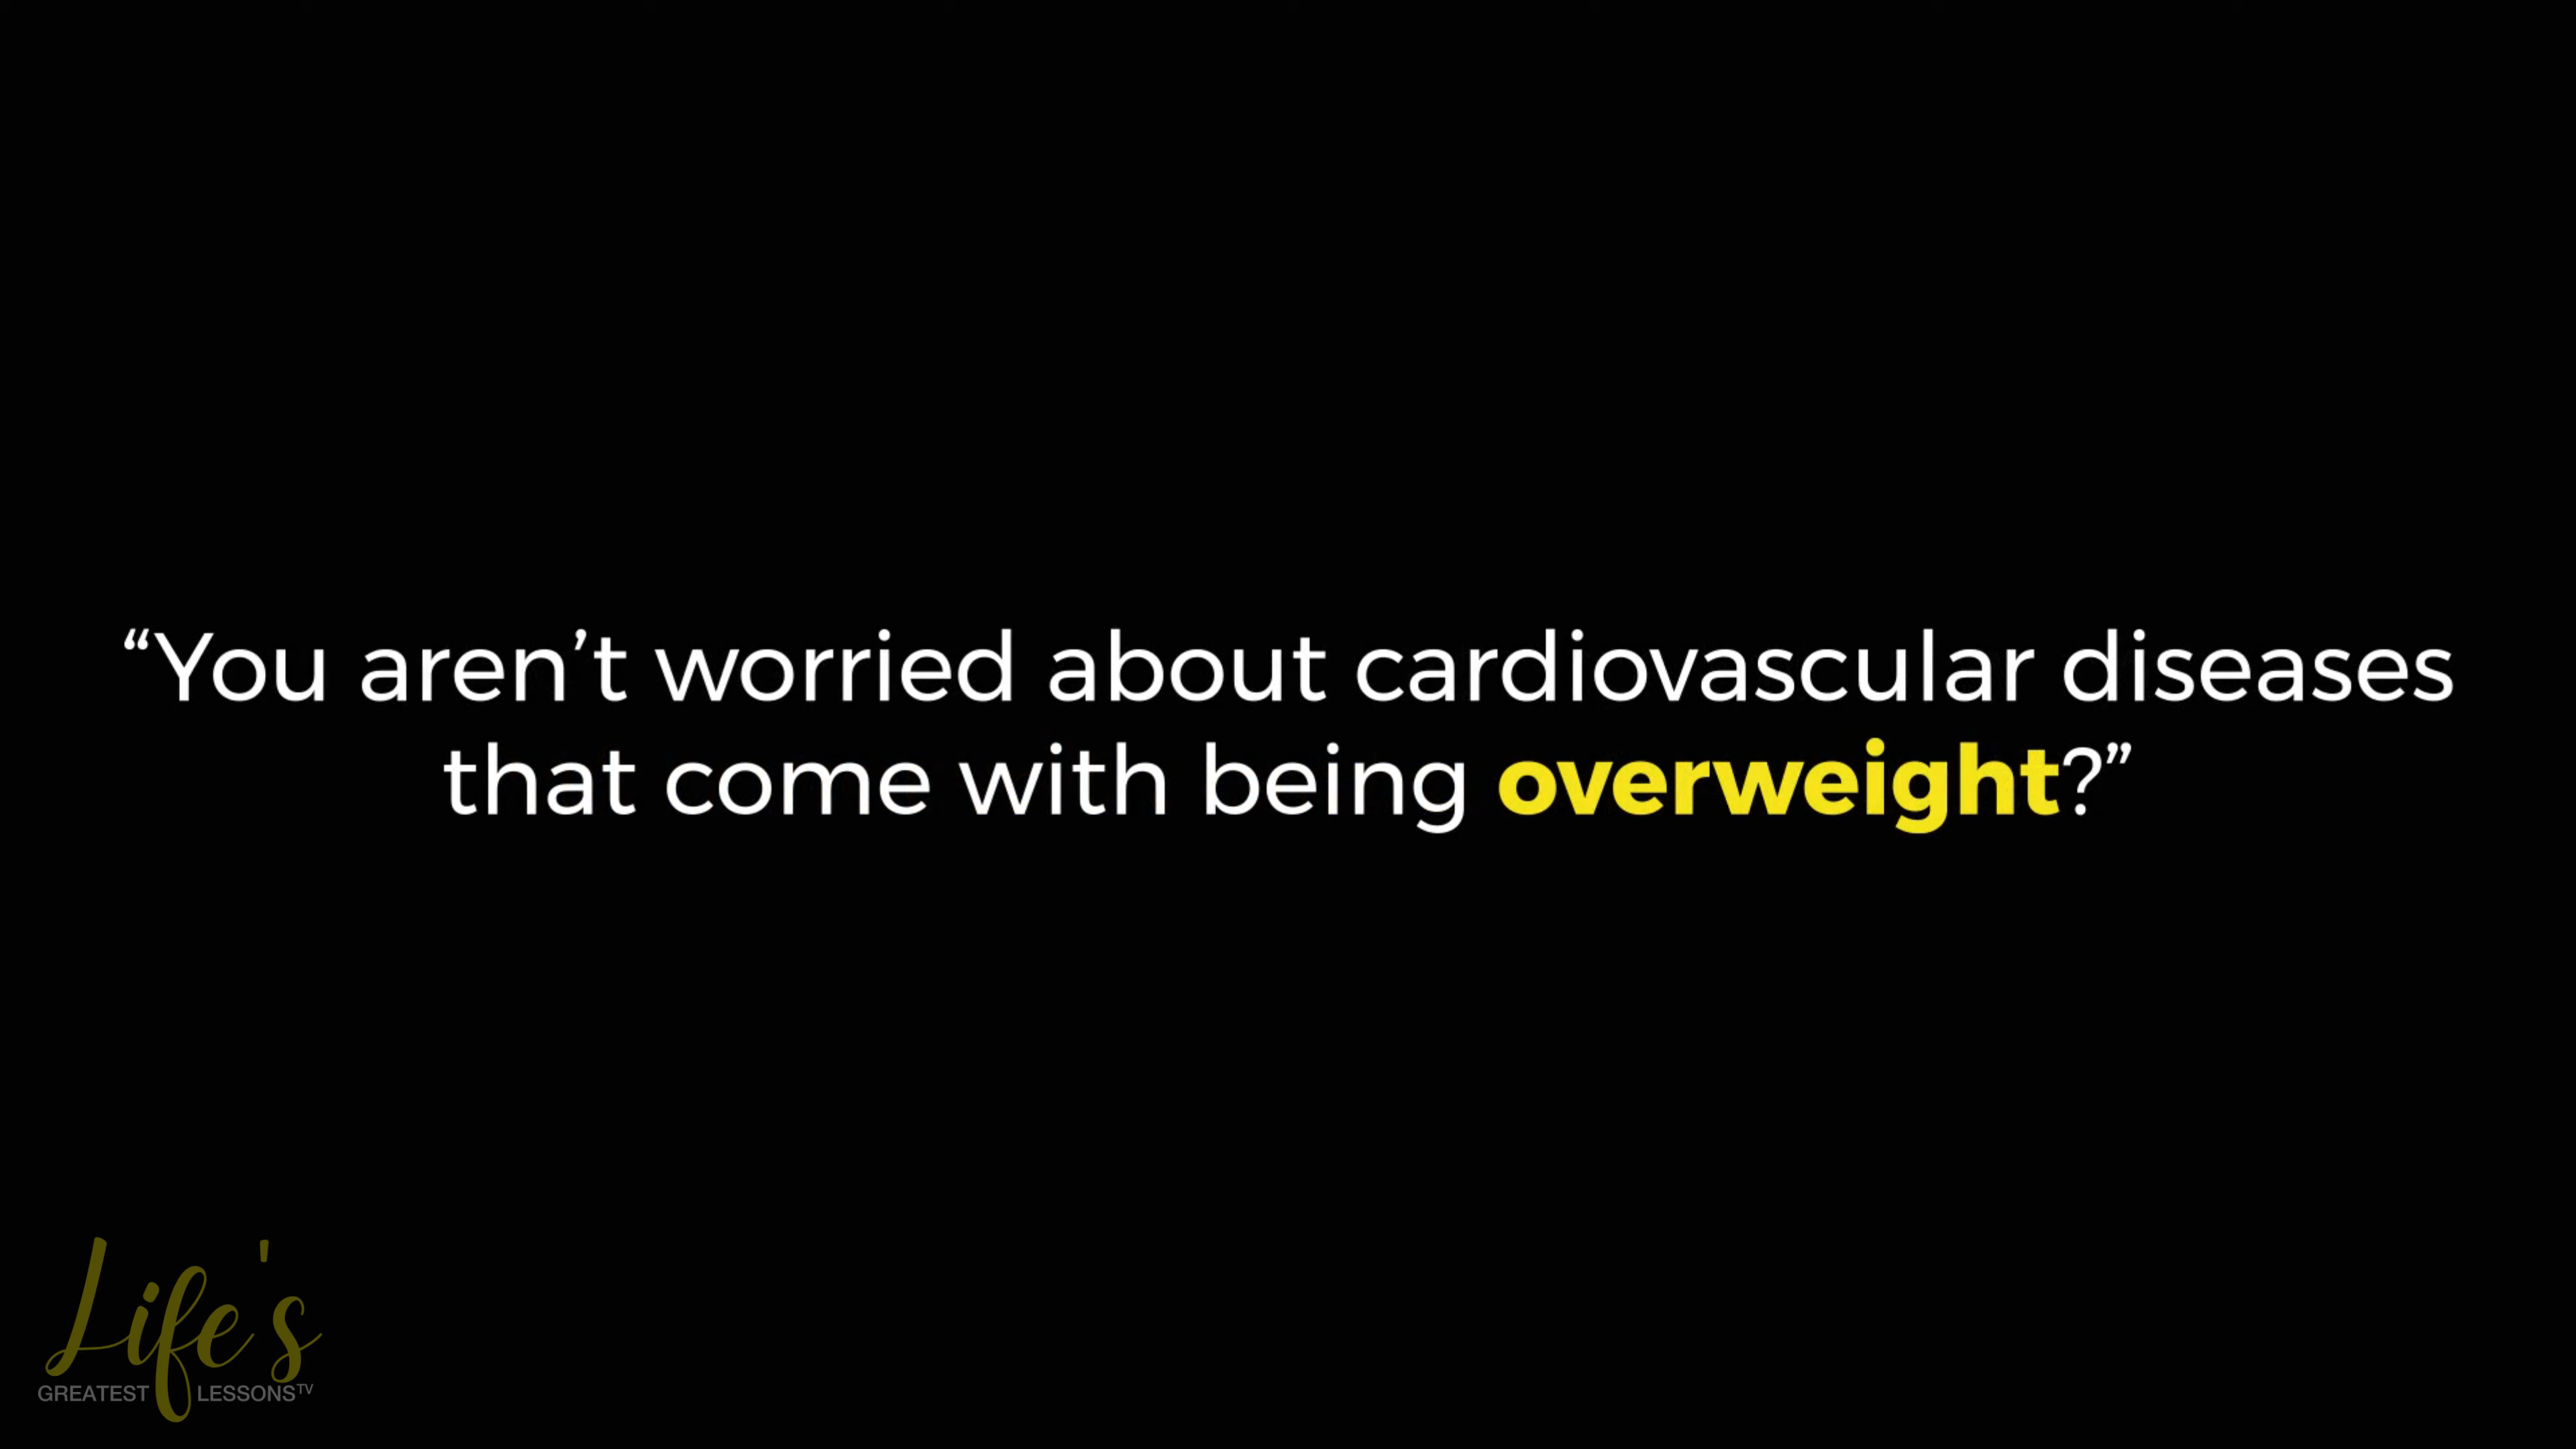 “You aren’t worried about cardiovascular diseases
that come with being overweight?”
Life's
GREATEST LESSONS TV